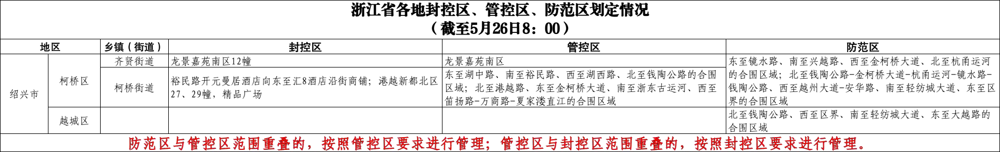 浙江省各地封控区、管控区、防范区划定情况
（截至5月26日8：00）
地区 乡镇（街道） 封控区 管控区 防范区
绍兴市
柯桥区
齐贤街道
龙景嘉苑南区12幢
龙景嘉苑南区
柯桥街道
裕民路开元曼居酒店向东至汇8酒店沿街商铺；港越新都北区
27、29幢，精品广场
东至湖中路、南至裕民路、西至湖西路、北至钱陶公路的合围
区域；北至港越路、东至金柯桥大道、南至浙东古运河、西至
笛扬路-万商路-夏家溇直江的合围区域
东至镜水路、南至兴越路、西至金柯桥大道、北至杭甬运河
的合围区域；北至钱陶公路-金柯桥大道-杭甬运河-镜水路-
钱陶公路、西至越州大道-安华路、南至轻纺城大道、东至区
界的合围区域
越城区
北至钱陶公路、西至区界、南至轻纺城大道、东至大越路的
合围区域
防范区与管控区范围重叠的，按照管控区要求进行管理；管控区与封控区范围重叠的，按照封控区要求进行管理。